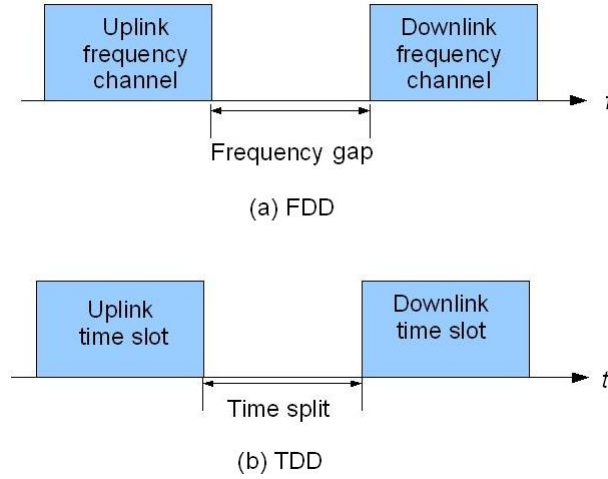 Uplink
frequency
channel
Downlink
frequency
channel
Frequency gap
(a) FDD
Uplink
time slot
Downlink
time slot
t
Time split
(b) TDD